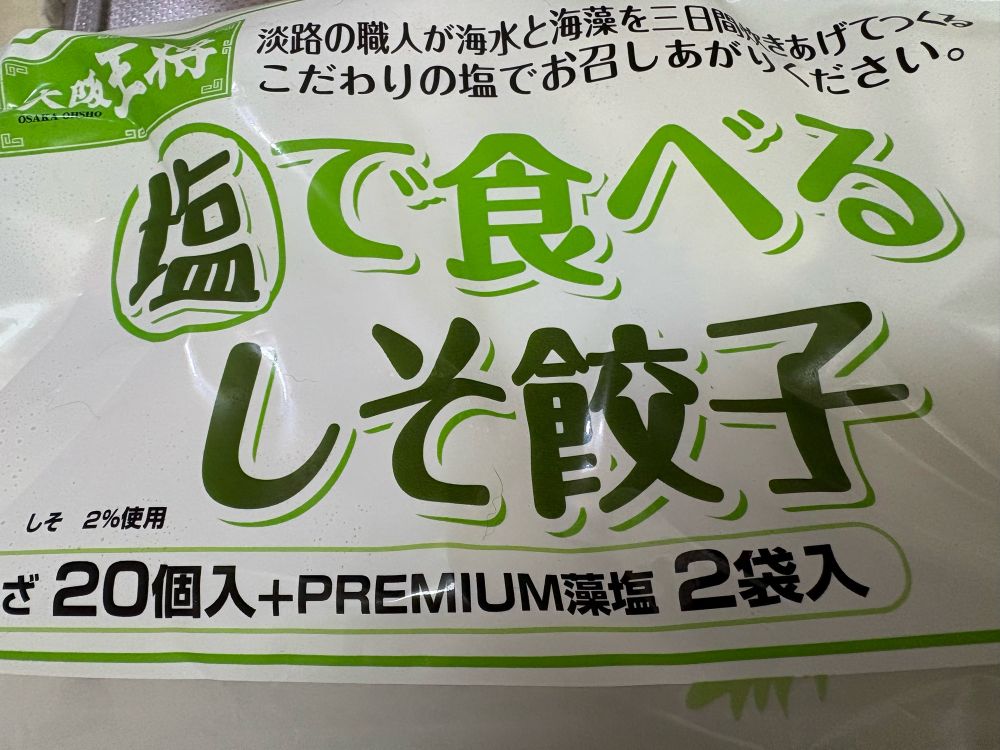 淡路の職人が海水と海藻を三日間炊きあげてつくる
こだわりの塩でお召しあがりください。
大阪王将
OSAKA OHSHO
塩で食べる
しそ餃子
しそ 2%使用
ざ 20個入+PREMIUM藻塩 2袋入